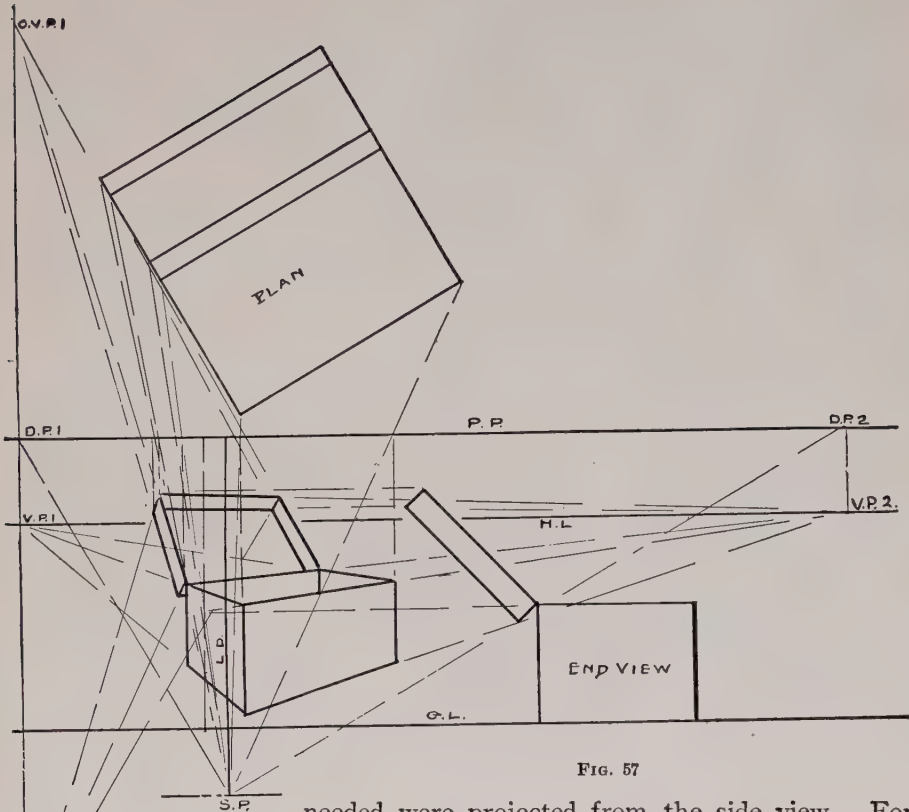 O.V.P.1
PLAN
P.P.
D.P.1
D.P.2
V.P.1
H.L
V.P.2.
L.D.
END VIEW
G.L.
FIG. 57
S.P.
needed were projected from the side view. For